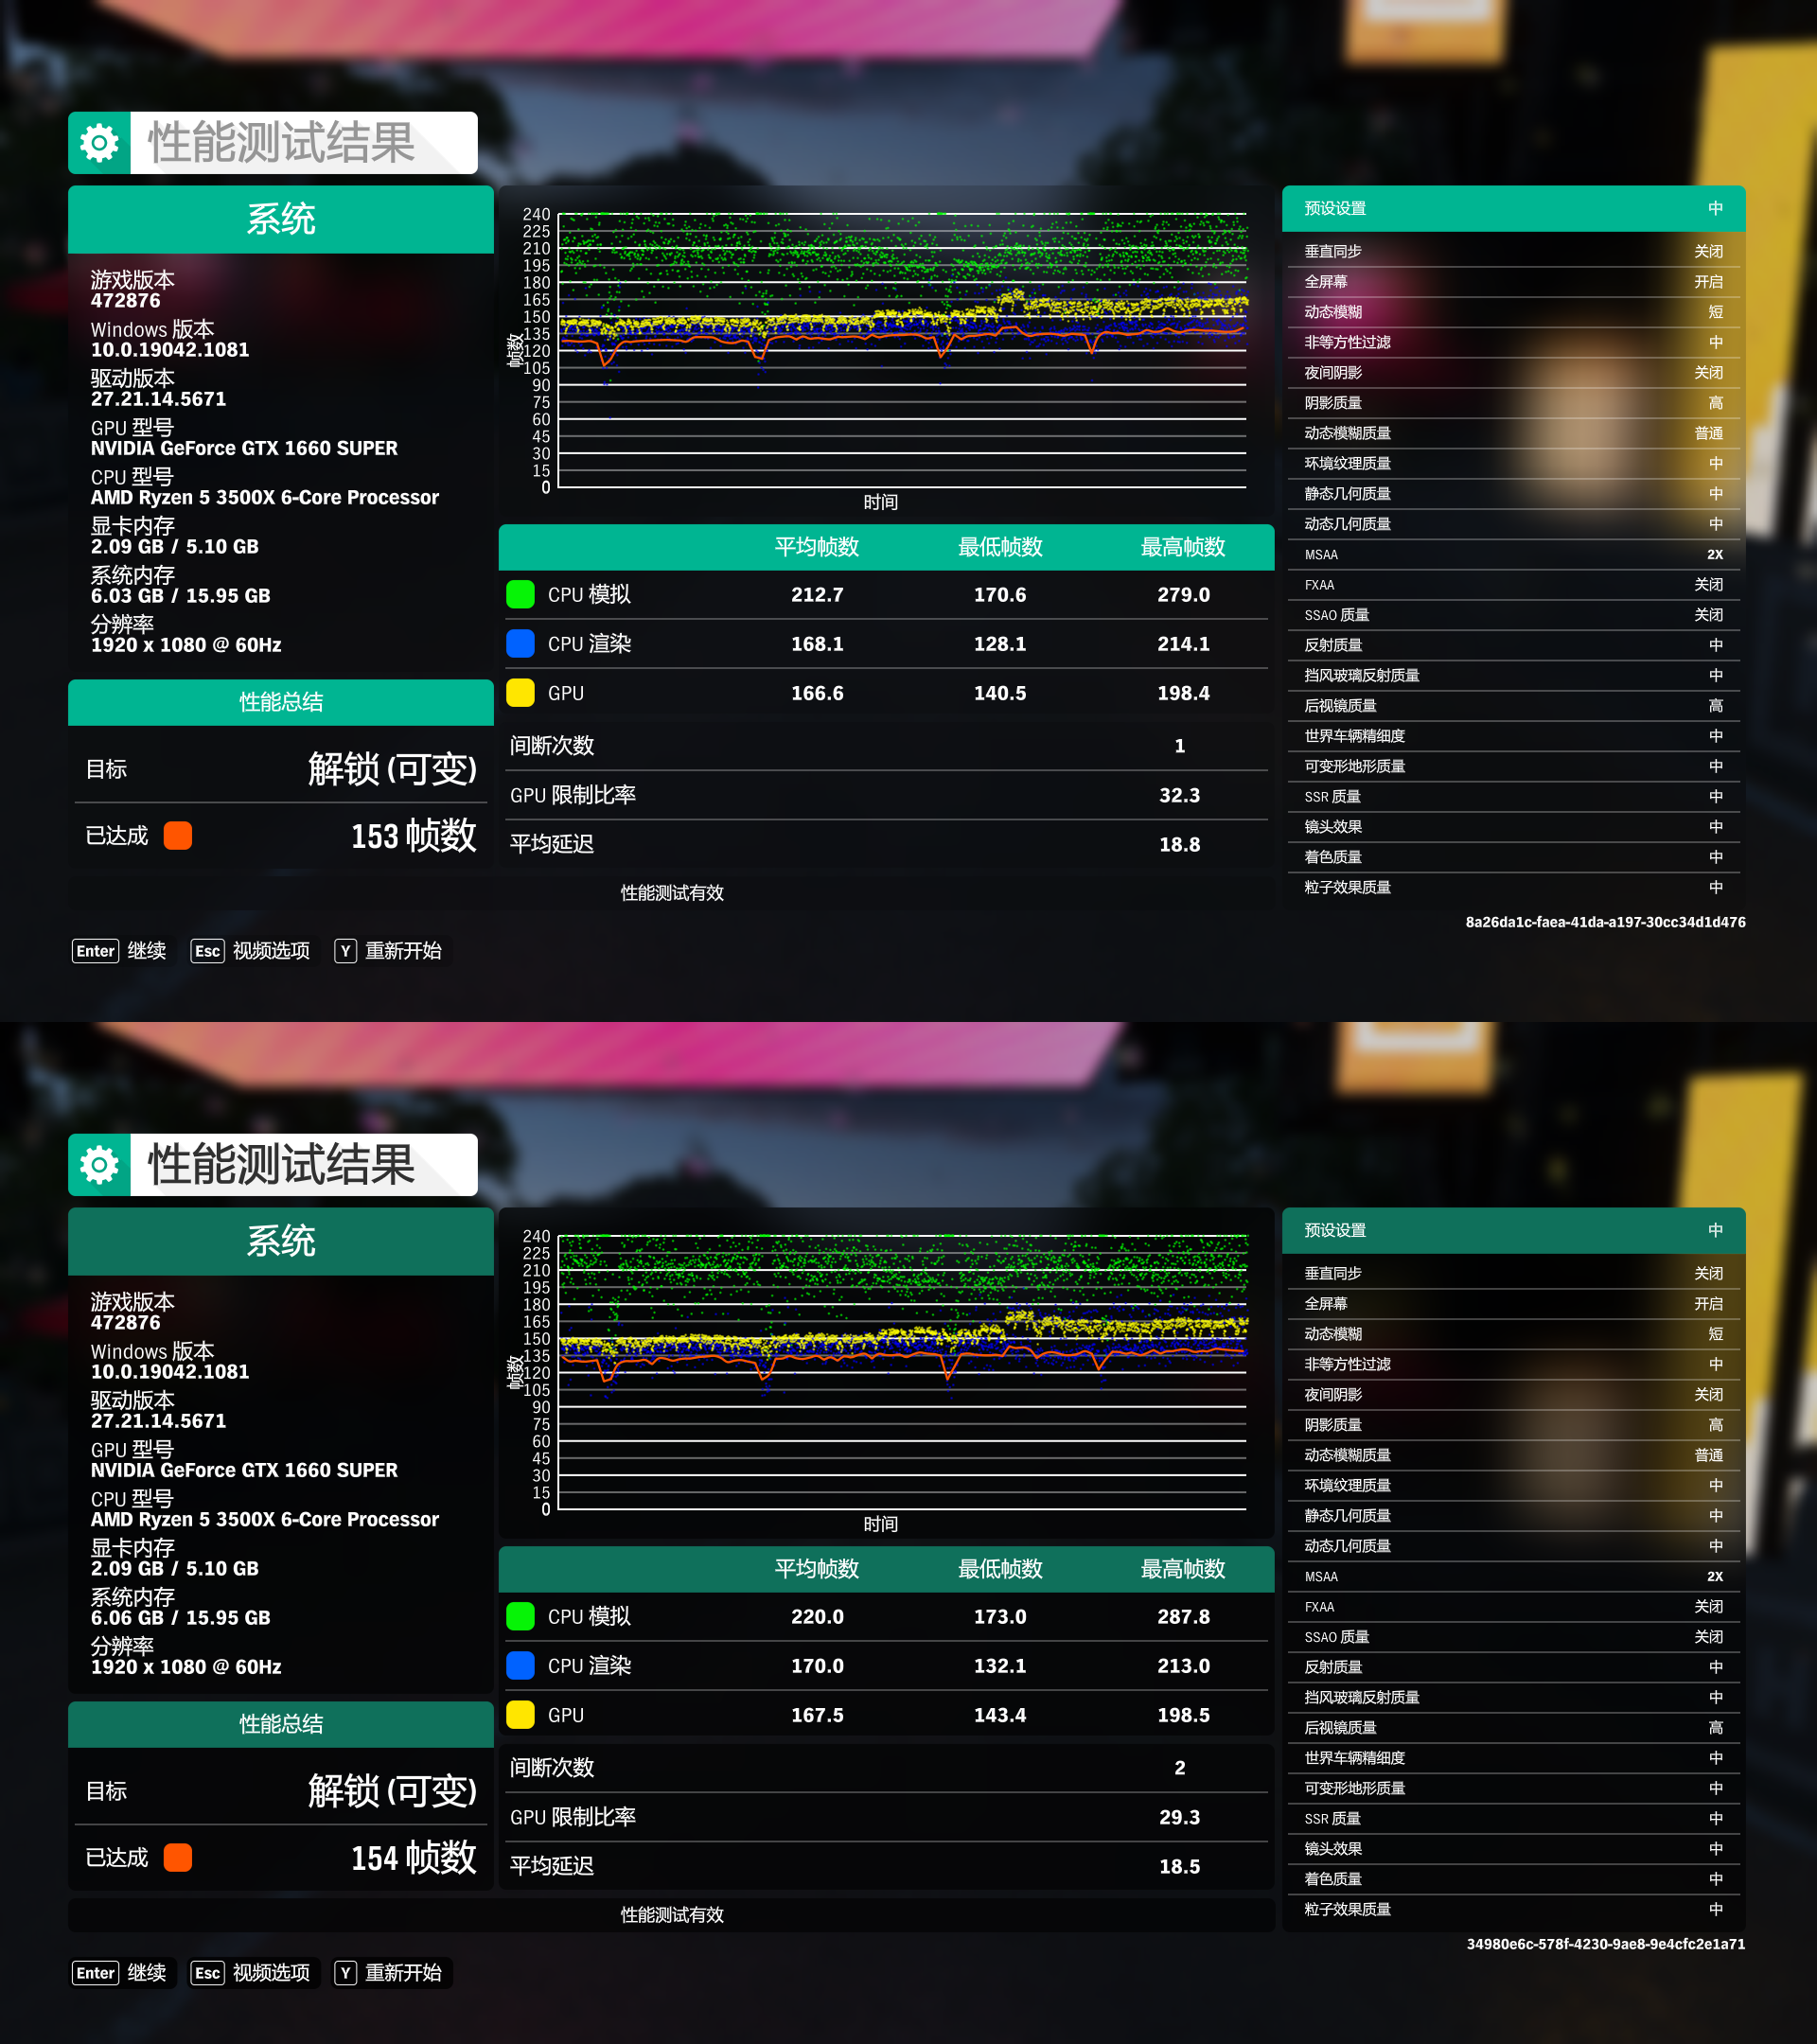 性能测试结果
系统
游戏版本
472876
Windows 版本
10.0.19042.1081
驱动版本
27.21.14.5671
GPU 型号
NVIDIA GeForce GTX 1660 SUPER
CPU 型号
AMD Ryzen 5 3500X 6-Core Processor
显卡内存
2.09 GB / 5.10 GB
系统内存
6.03 GB / 15.95 GB
分辨率
1920 x 1080 @ 60Hz
性能总结
目标 解锁 (可变)
已达成 153 帧数
240
225
210
195
180
165
150
135
120
105
90
75
60
45
30
15
0
帧数
时间
平均帧数 最低帧数 最高帧数
CPU 模拟 212.7 170.6 279.0
CPU 渲染 168.1 128.1 214.1
GPU 166.6 140.5 198.4
间断次数 1
GPU 限制比率 32.3
平均延迟 18.8
性能测试有效
预设设置 中
垂直同步 关闭
全屏幕 开启
动态模糊 短
非等方性过滤 中
夜间阴影 关闭
阴影质量 高
动态模糊质量 普通
环境纹理质量 中
静态几何质量 中
动态几何质量 中
MSAA 2X
FXAA 关闭
SSAO 质量 关闭
反射质量 中
挡风玻璃反射质量 中
后视镜质量 高
世界车辆精细度 中
可变形地形质量 中
SSR 质量 中
镜头效果 中
着色质量 中
粒子效果质量 中
8a26da1c-faea-41da-a197-30cc34d1d476
Enter 继续 Esc 视频选项 Y 重新开始
性能测试结果
系统
游戏版本
472876
Windows 版本
10.0.19042.1081
驱动版本
27.21.14.5671
GPU 型号
NVIDIA GeForce GTX 1660 SUPER
CPU 型号
AMD Ryzen 5 3500X 6-Core Processor
显卡内存
2.09 GB / 5.10 GB
系统内存
6.06 GB / 15.95 GB
分辨率
1920 x 1080 @ 60Hz
性能总结
目标 解锁 (可变)
已达成 154 帧数
240
225
210
195
180
165
150
135
120
105
90
75
60
45
30
15
0
帧数
时间
平均帧数 最低帧数 最高帧数
CPU 模拟 220.0 173.0 287.8
CPU 渲染 170.0 132.1 213.0
GPU 167.5 143.4 198.5
间断次数 2
GPU 限制比率 29.3
平均延迟 18.5
性能测试有效
预设设置 中
垂直同步 关闭
全屏幕 开启
动态模糊 短
非等方性过滤 中
夜间阴影 关闭
阴影质量 高
动态模糊质量 普通
环境纹理质量 中
静态几何质量 中
动态几何质量 中
MSAA 2X
FXAA 关闭
SSAO 质量 关闭
反射质量 中
挡风玻璃反射质量 中
后视镜质量 高
世界车辆精细度 中
可变形地形质量 中
SSR 质量 中
镜头效果 中
着色质量 中
粒子效果质量 中
34980e6c-578f-4230-9ae8-9e4cfc2e1a71
Enter 继续 Esc 视频选项 Y 重新开始